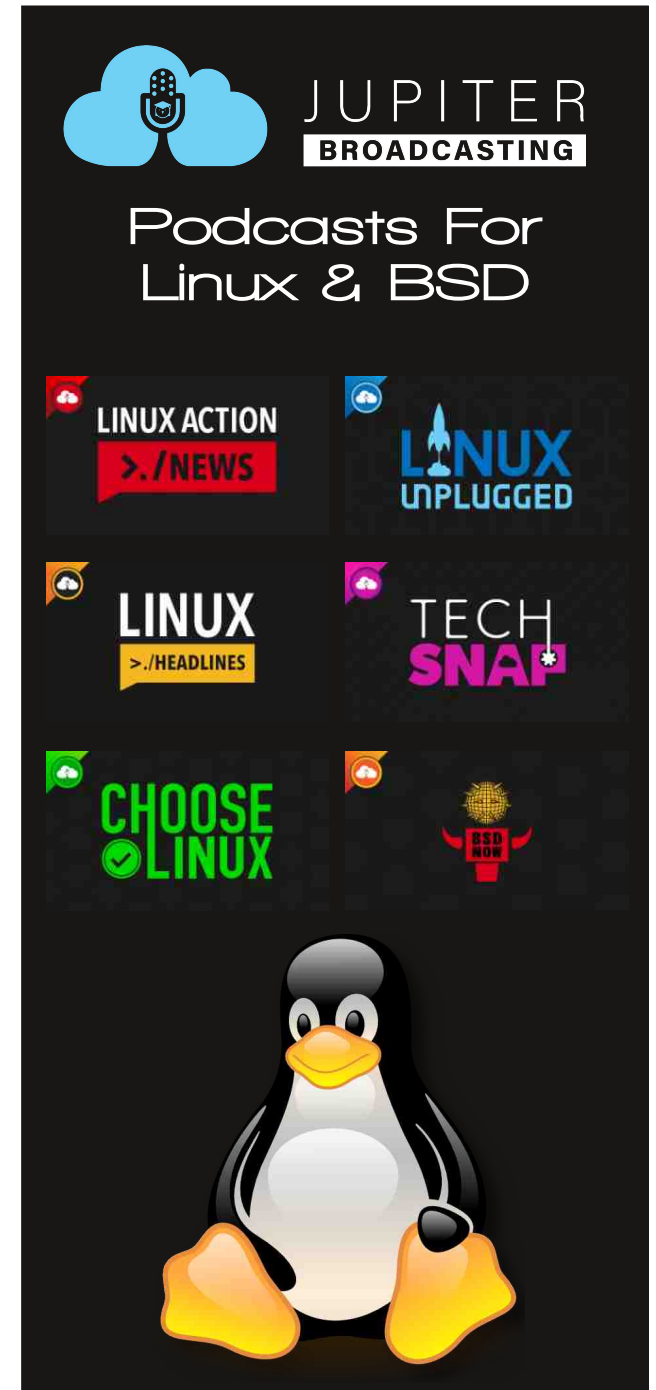 JUPITER
BROADCASTING
Podcasts For
Linux & BSD
LINUX ACTION
>./NEWS
LINUX
UNPLUGGED
LINUX
>./HEADLINES
TECH
SNAP
CHOOSE
LINUX
BSD
NOW